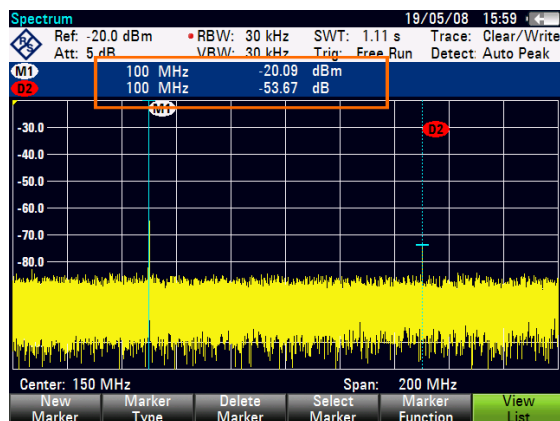 Spectrum 19/05/08 15:59
Ref: -20.0 dBm RBW: 30 kHz SWT: 1.11 s Trace: Clear/Write
Att: 5 dB VBW: 30 kHz Trig: Free Run Detect: Auto Peak
M1 100 MHz -20.09 dBm
D2 100 MHz -53.67 dB
M1
D2
-30.0
-40.0
-50.0
-60.0
-70.0
-80.0
Center: 150 MHz Span: 200 MHz
New Marker Marker Type Delete Marker Select Marker Marker Function View List